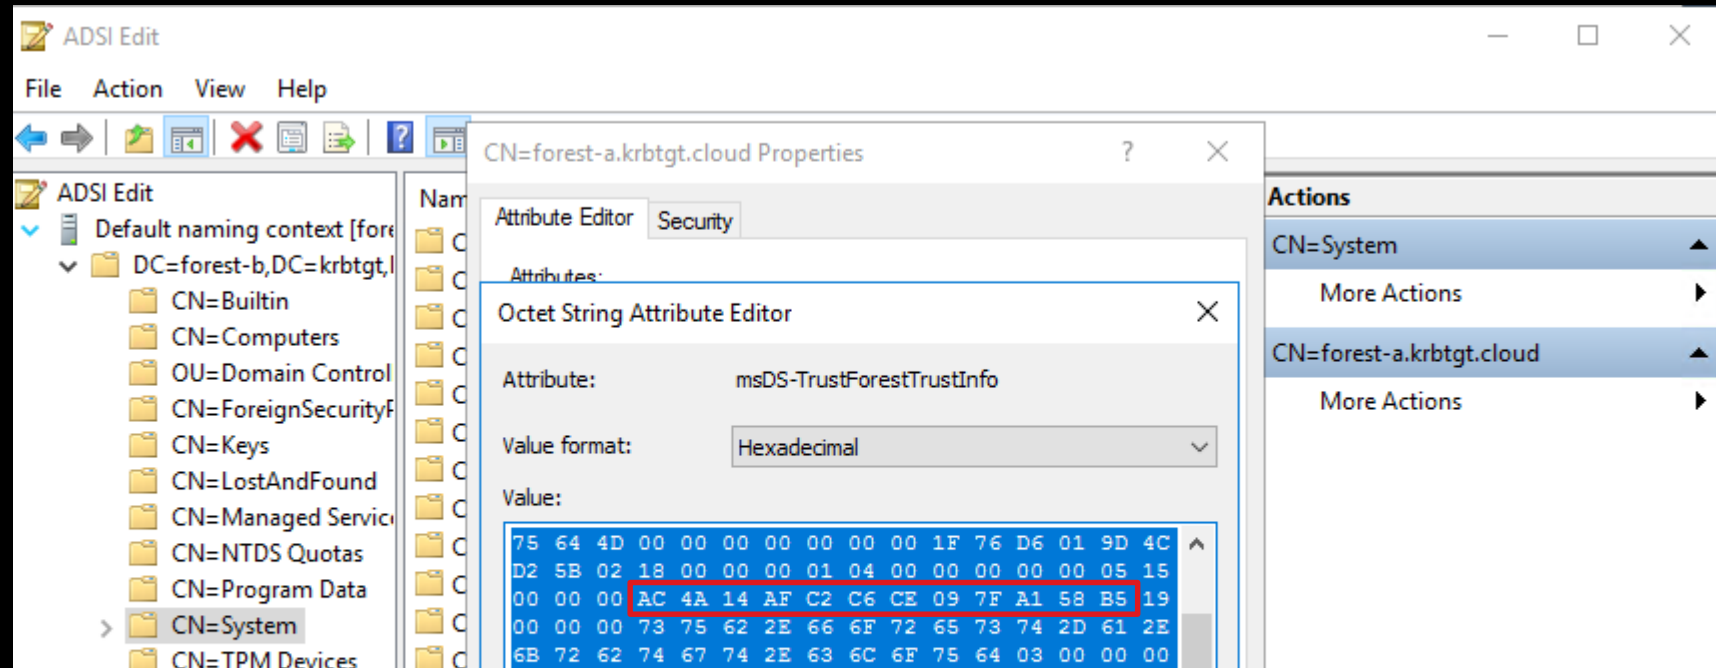 ADSI Edit
File Action View Help
CN=forest-a.krbtgt.cloud Properties ?
ADSI Edit
Default naming context [fore
DC=forest-b,DC=krbtgt,
CN=Builtin
CN=Computers
OU=Domain Control
CN=ForeignSecurityP
CN=Keys
CN=LostAndFound
CN=Managed Servic
CN=NTDS Quotas
CN=Program Data
CN=System
CN=TPM Devices
Nam
Attribute Editor Security
Attributes:
Octet String Attribute Editor
Attribute: msDS-TrustForestTrustInfo
Value format: Hexadecimal
Value:
75 64 4D 00 00 00 00 00 00 00 1F 76 D6 01 9D 4C
D2 5B 02 18 00 00 00 01 04 00 00 00 00 00 05 15
00 00 00 AC 4A 14 AF C2 C6 CE 09 7F A1 58 B5 19
00 00 00 73 75 62 2E 66 6F 72 65 73 74 2D 61 2E
6B 72 62 74 67 74 2E 63 6C 6F 75 64 03 00 00 00
Actions
CN=System
More Actions
CN=forest-a.krbtgt.cloud
More Actions